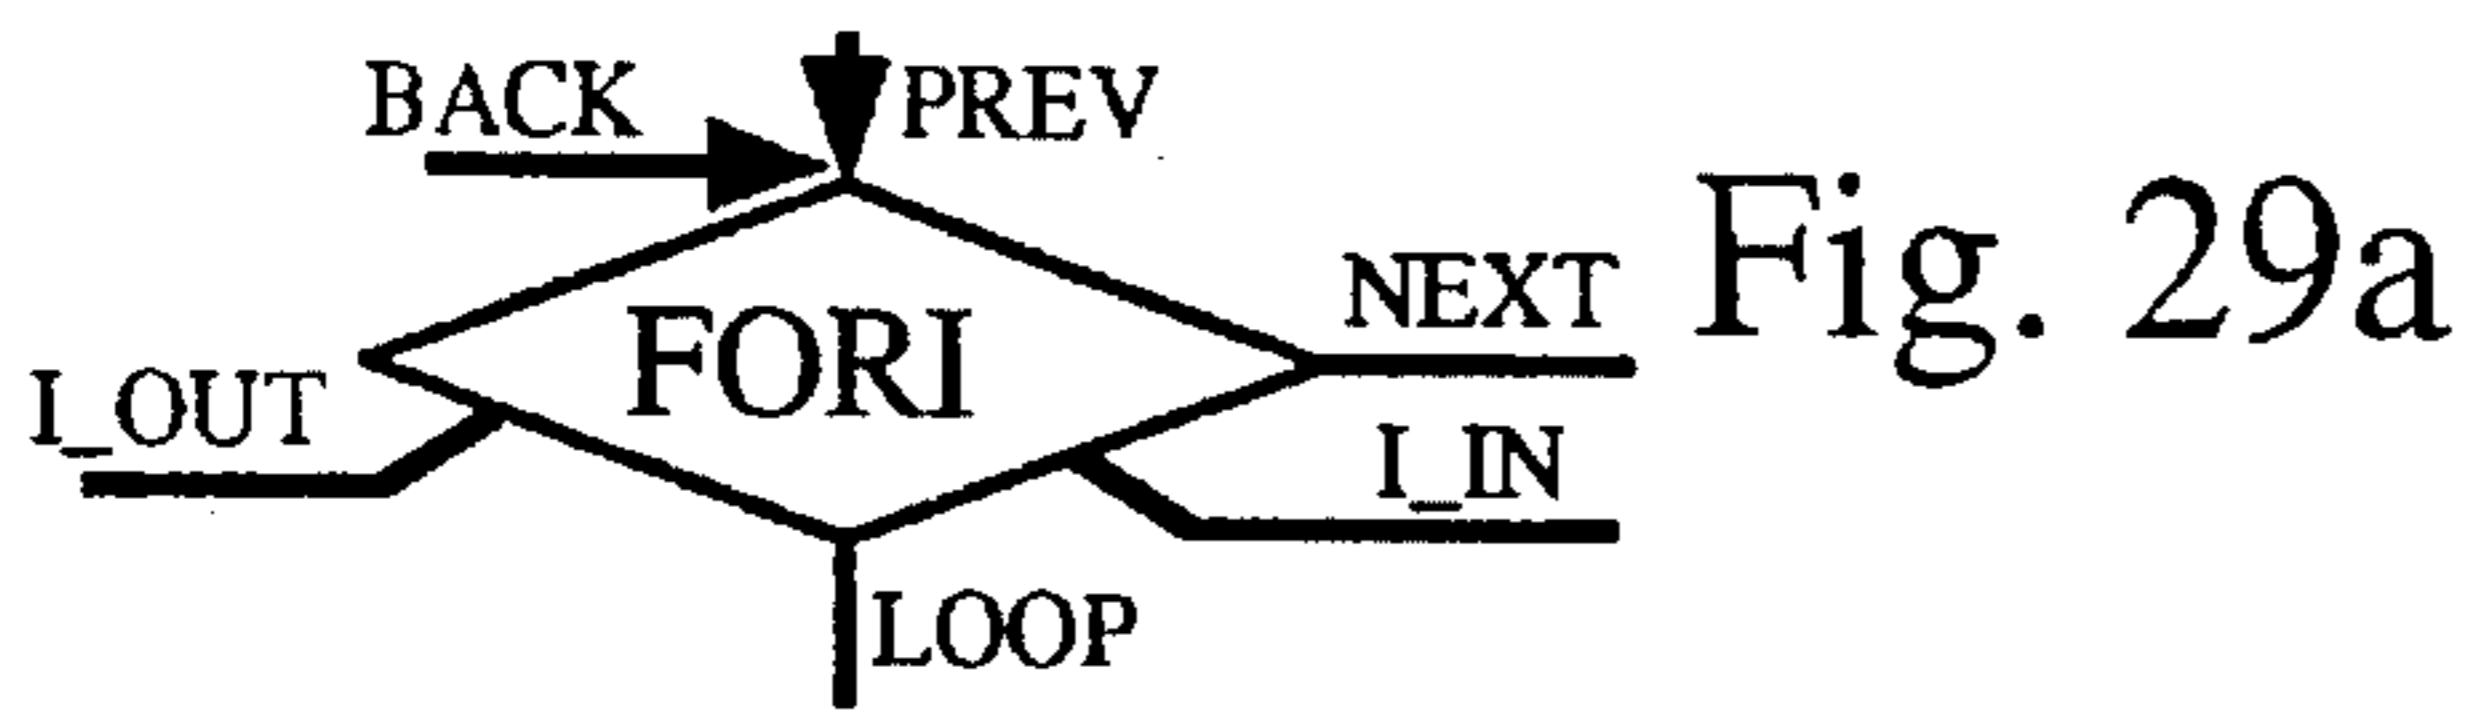 BACK
PREV
NEXT
Fig. 29a
FORI
I_OUT
I_IN
LOOP